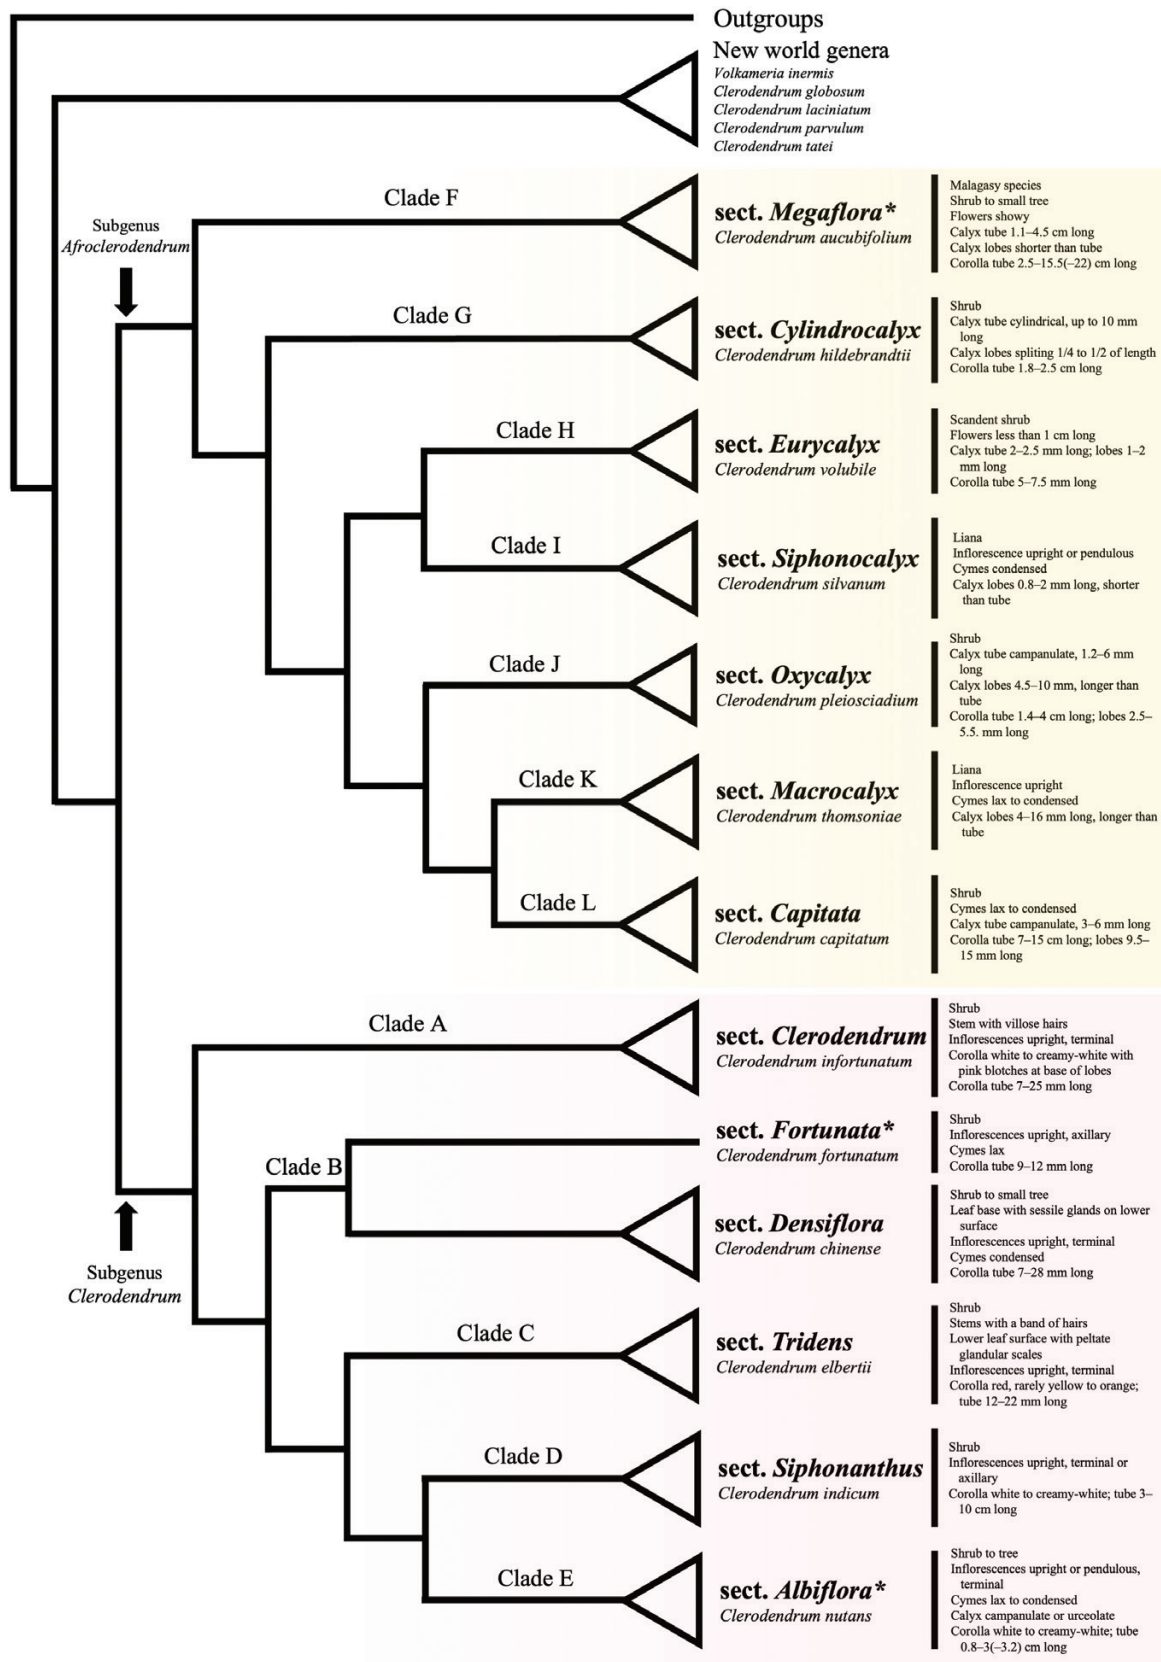 Outgroups
New world genera
Volkameria inermis
Clerodendrum globosum
Clerodendrum laciniatum
Clerodendrum parvulum
Clerodendrum tatei
Subgenus
Afroclerodendrum
Clade F
sect. Megaflora*
Clerodendrum aucubifolium
Malagasy species
Shrub to small tree
Flowers showy
Calyx tube 1.1–4.5 cm long
Calyx lobes shorter than tube
Corolla tube 2.5–15.5(–22) cm long
Clade G
sect. Cylindrocalyx
Clerodendrum hildebrandtii
Shrub
Calyx tube cylindrical, up to 10 mm
long
Calyx lobes spliting 1/4 to 1/2 of length
Corolla tube 1.8–2.5 cm long
Clade H
sect. Eurycalyx
Clerodendrum volubile
Scandent shrub
Flowers less than 1 cm long
Calyx tube 2–2.5 mm long; lobes 1–2
mm long
Corolla tube 5–7.5 mm long
Clade I
sect. Siphonocalyx
Clerodendrum silvanum
Liana
Inflorescence upright or pendulous
Cymes condensed
Calyx lobes 0.8–2 mm long, shorter
than tube
Clade J
sect. Oxycalyx
Clerodendrum pleiosciadium
Shrub
Calyx tube campanulate, 1.2–6 mm
long
Calyx lobes 4.5–10 mm, longer than
tube
Corolla tube 1.4–4 cm long; lobes 2.5–
5.5. mm long
Clade K
sect. Macrocalyx
Clerodendrum thomsoniae
Liana
Inflorescence upright
Cymes lax to condensed
Calyx lobes 4–16 mm long, longer than
tube
Clade L
sect. Capitata
Clerodendrum capitatum
Shrub
Cymes lax to condensed
Calyx tube campanulate, 3–6 mm long
Corolla tube 7–15 cm long; lobes 9.5–
15 mm long
Clade A
sect. Clerodendrum
Clerodendrum infortunatum
Shrub
Stem with villose hairs
Inflorescences upright, terminal
Corolla white to creamy-white with
pink blotches at base of lobes
Corolla tube 7–25 mm long
Clade B
sect. Fortunata*
Clerodendrum fortunatum
Shrub
Inflorescences upright, axillary
Cymes lax
Corolla tube 9–12 mm long
sect. Densiflora
Clerodendrum chinense
Shrub to small tree
Leaf base with sessile glands on lower
surface
Inflorescences upright, terminal
Cymes condensed
Corolla tube 7–28 mm long
Subgenus
Clerodendrum
Clade C
sect. Tridens
Clerodendrum elbertii
Shrub
Stems with a band of hairs
Lower leaf surface with peltate
glandular scales
Inflorescences upright, terminal
Corolla red, rarely yellow to orange;
tube 12–22 mm long
Clade D
sect. Siphonanthus
Clerodendrum indicum
Shrub
Inflorescences upright, terminal or
axillary
Corolla white to creamy-white; tube 3–
10 cm long
Clade E
sect. Albiflora*
Clerodendrum nutans
Shrub to tree
Inflorescences upright or pendulous,
terminal
Cymes lax to condensed
Calyx campanulate or urceolate
Corolla white to creamy-white; tube
0.8–3(–3.2) cm long